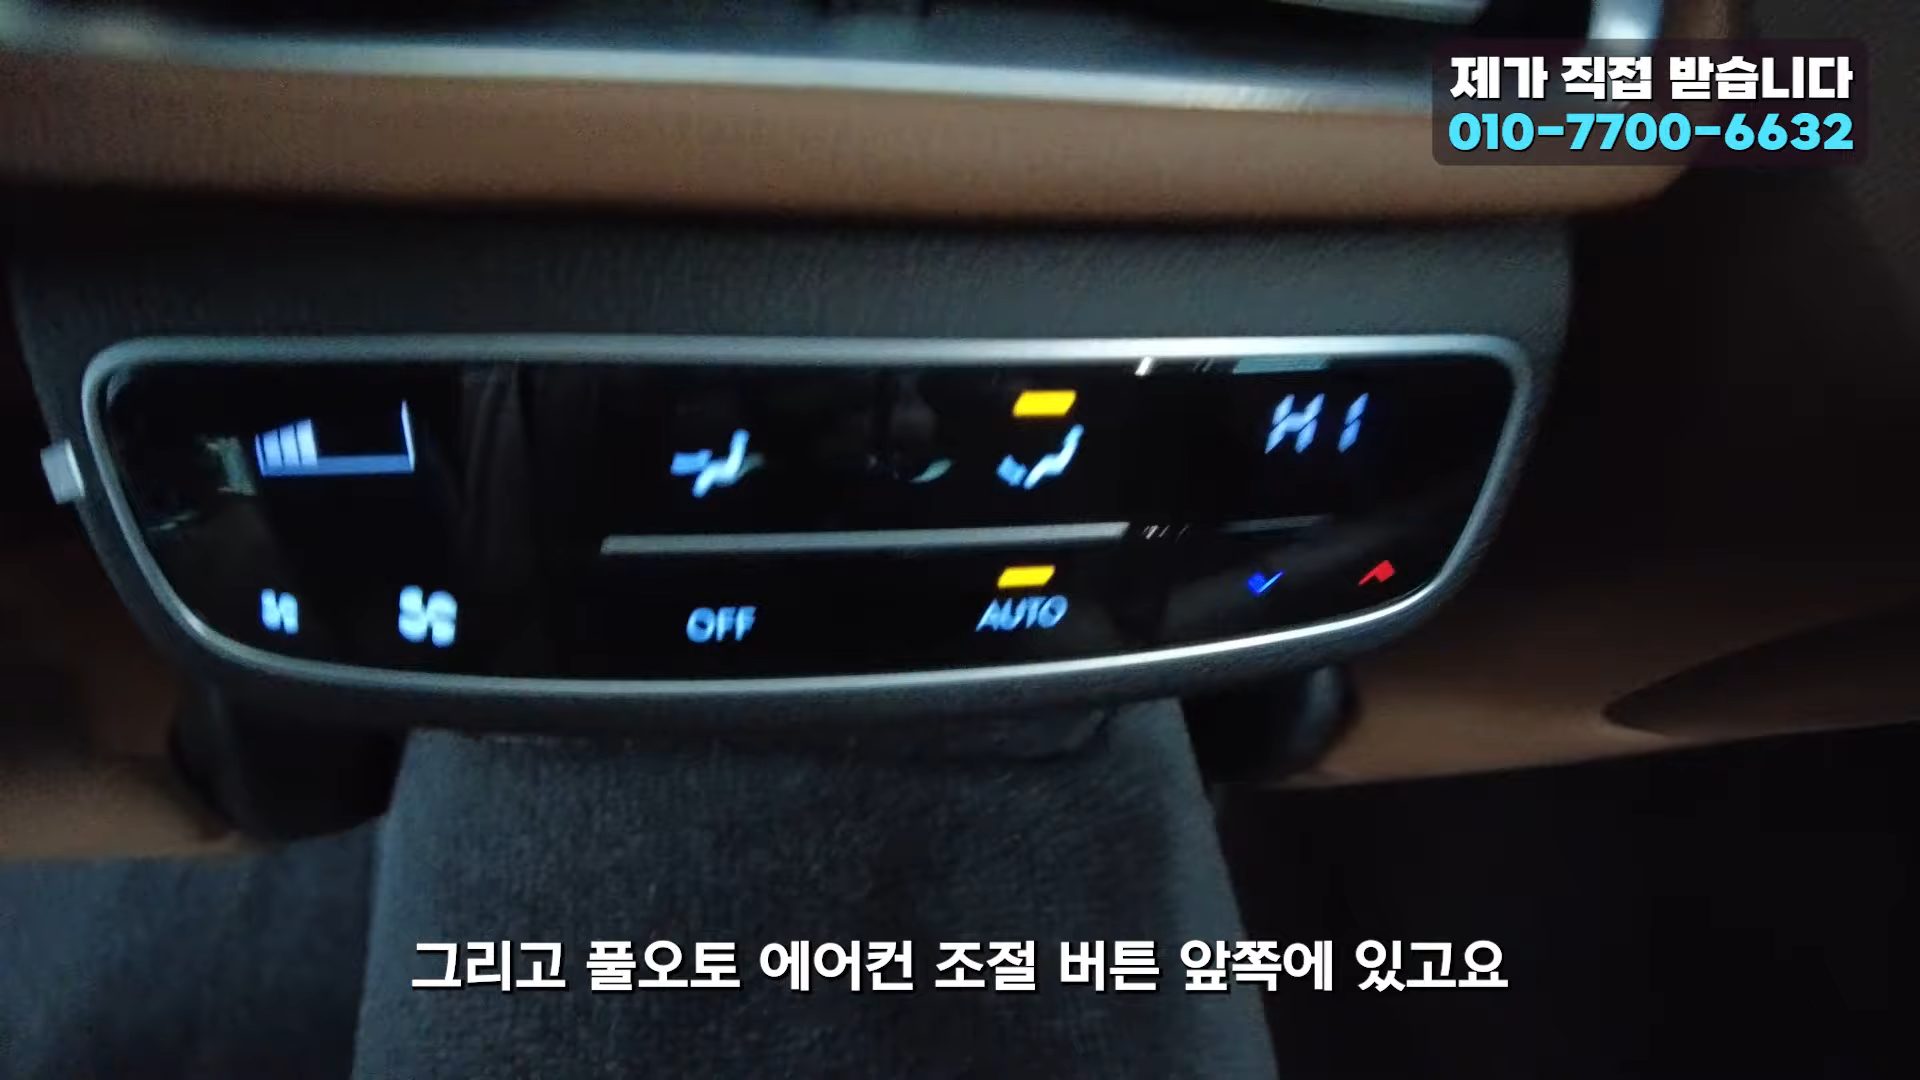 제가 직접 받습니다
010-7700-6632
HI
OFF
AUTO
그리고 풀오토 에어컨 조절 버튼 앞쪽에 있고요